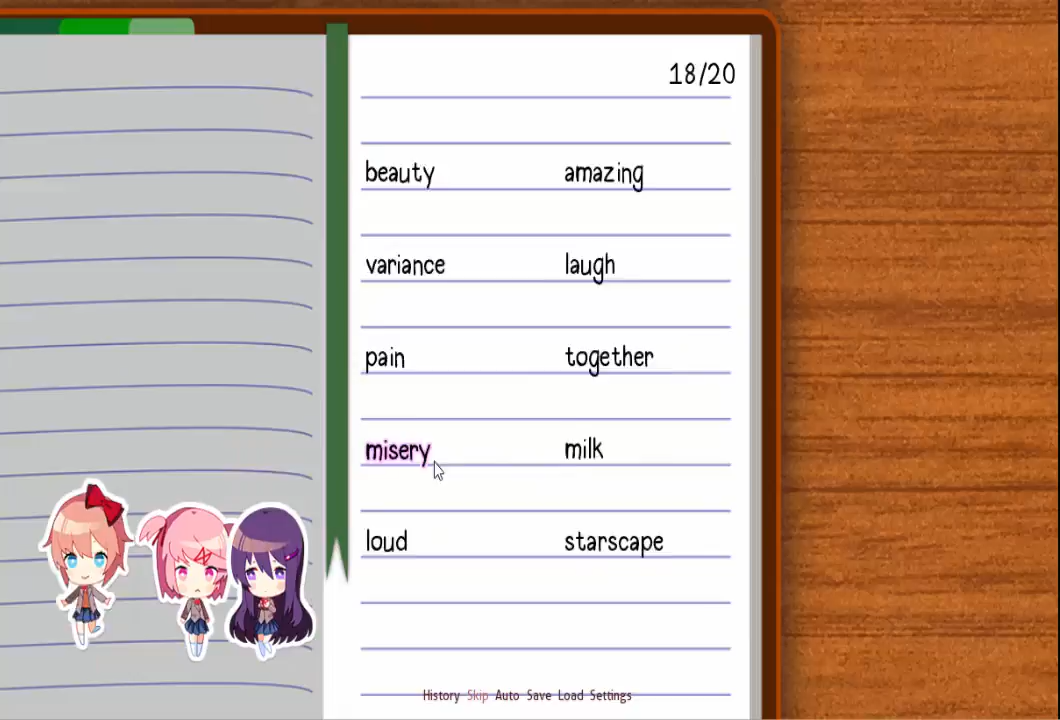 18/20
beauty amazing
variance laugh
pain together
misery milk
loud starscape
History Skip Auto Save Load Settings